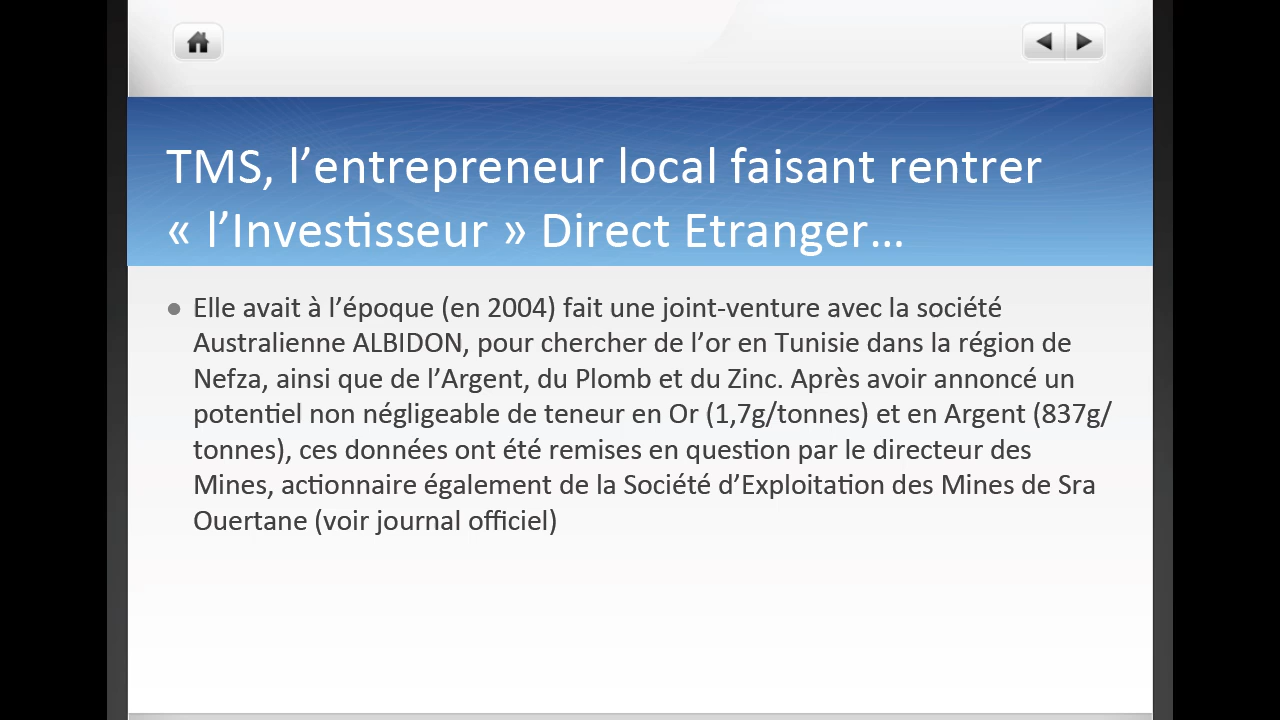 TMS, l’entrepreneur local faisant rentrer
« l’Investisseur » Direct Etranger…
● Elle avait à l’époque (en 2004) fait une joint-venture avec la société
Australienne ALBIDON, pour chercher de l’or en Tunisie dans la région de
Nefza, ainsi que de l’Argent, du Plomb et du Zinc. Après avoir annoncé un
potentiel non négligeable de teneur en Or (1,7g/tonnes) et en Argent (837g/
tonnes), ces données ont été remises en question par le directeur des
Mines, actionnaire également de la Société d’Exploitation des Mines de Sra
Ouertane (voir journal officiel)